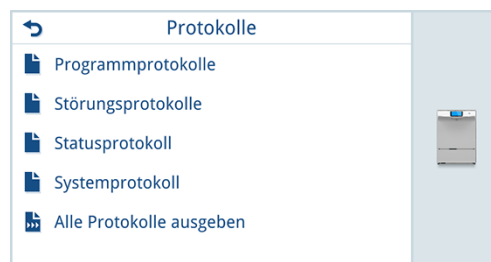 Protokolle
Programmprotokolle
Störungsprotokolle
Statusprotokoll
Systemprotokoll
Alle Protokolle ausgeben